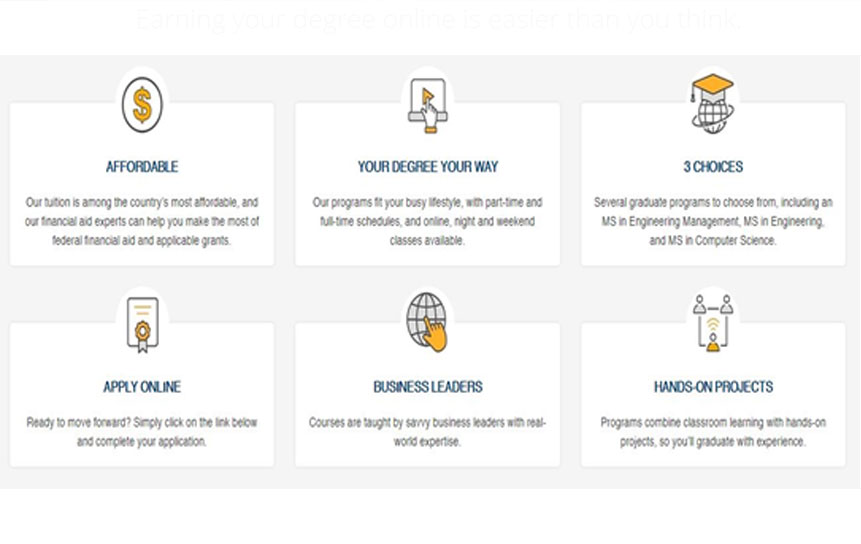 Earning your degree online is easier than you think.
AFFORDABLE
Our tuition is among the country's most affordable, and
our financial aid experts can help you make the most of
federal financial aid and applicable grants.
YOUR DEGREE YOUR WAY
Our programs fit your busy lifestyle, with part-time and
full-time schedules, and online, night and weekend
classes available.
3 CHOICES
Several graduate programs to choose from, including an
MS in Engineering Management, MS in Engineering,
and MS in Computer Science.
APPLY ONLINE
Ready to move forward? Simply click on the link below
and complete your application.
BUSINESS LEADERS
Courses are taught by savvy business leaders with real-
world expertise.
HANDS-ON PROJECTS
Programs combine classroom learning with hands-on
projects, so you'll graduate with experience.